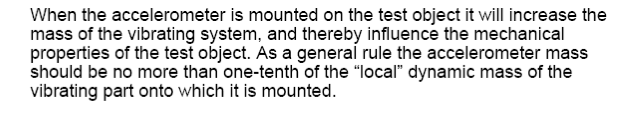 When the accelerometer is mounted on the test object it will increase the
mass of the vibrating system, and thereby influence the mechanical
properties of the test object. As a general rule the accelerometer mass
should be no more than one-tenth of the “local” dynamic mass of the
vibrating part onto which it is mounted.